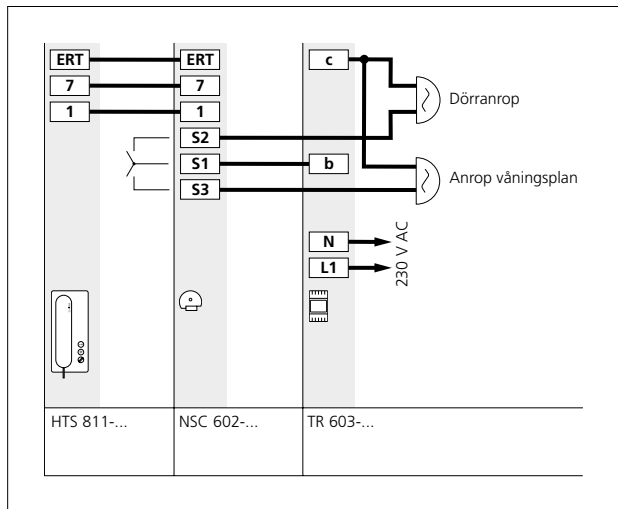 ERT ERT c
7 7
1 1
Dörranrop
S2
S1 b
S3
Anrop våningsplan
N
L1
230 V AC
HTS 811-... NSC 602-... TR 603-...